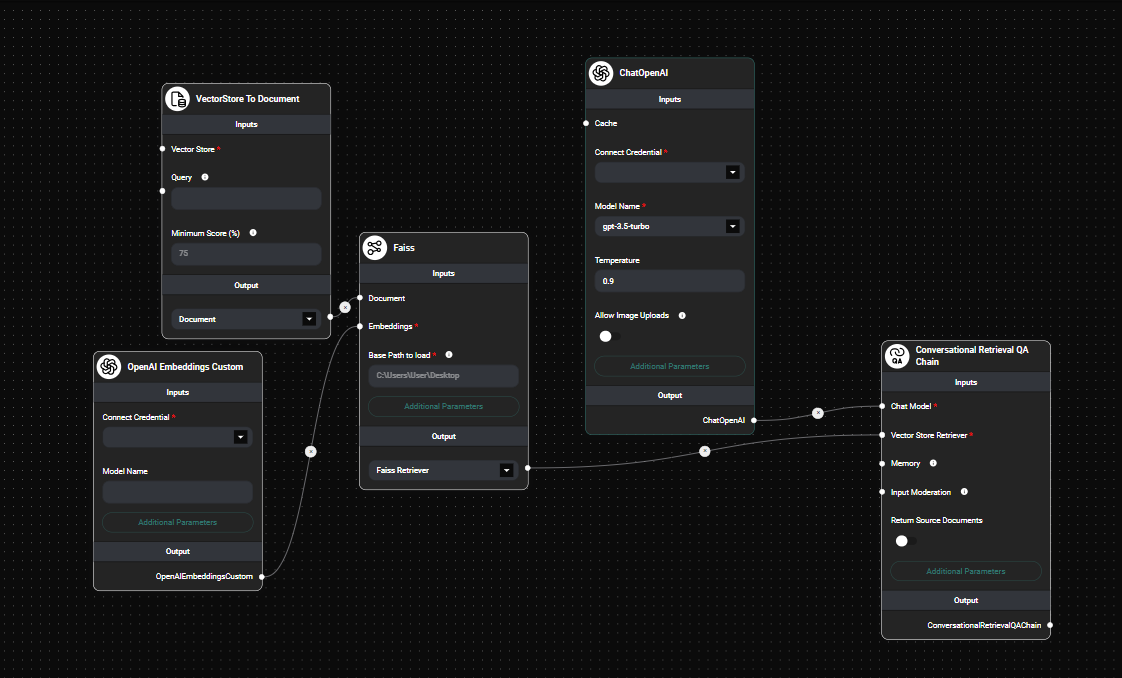 VectorStore To Document
Inputs
Vector Store *
Query
Minimum Score (%)
75
Output
Document
OpenAI Embeddings Custom
Inputs
Connect Credential *
Model Name
Additional Parameters
Output
OpenAIEmbeddingsCustom
Faiss
Inputs
Document
Embeddings *
Base Path to load *
C:\Users\User\Desktop
Additional Parameters
Output
Faiss Retriever
ChatOpenAI
Inputs
Cache
Connect Credential *
Model Name *
gpt-3.5-turbo
Temperature
0.9
Allow Image Uploads
Additional Parameters
Output
ChatOpenAI
QA
Conversational Retrieval QA
Chain
Inputs
Chat Model *
Vector Store Retriever *
Memory
Input Moderation
Return Source Documents
Additional Parameters
Output
ConversationalRetrievalQAChain